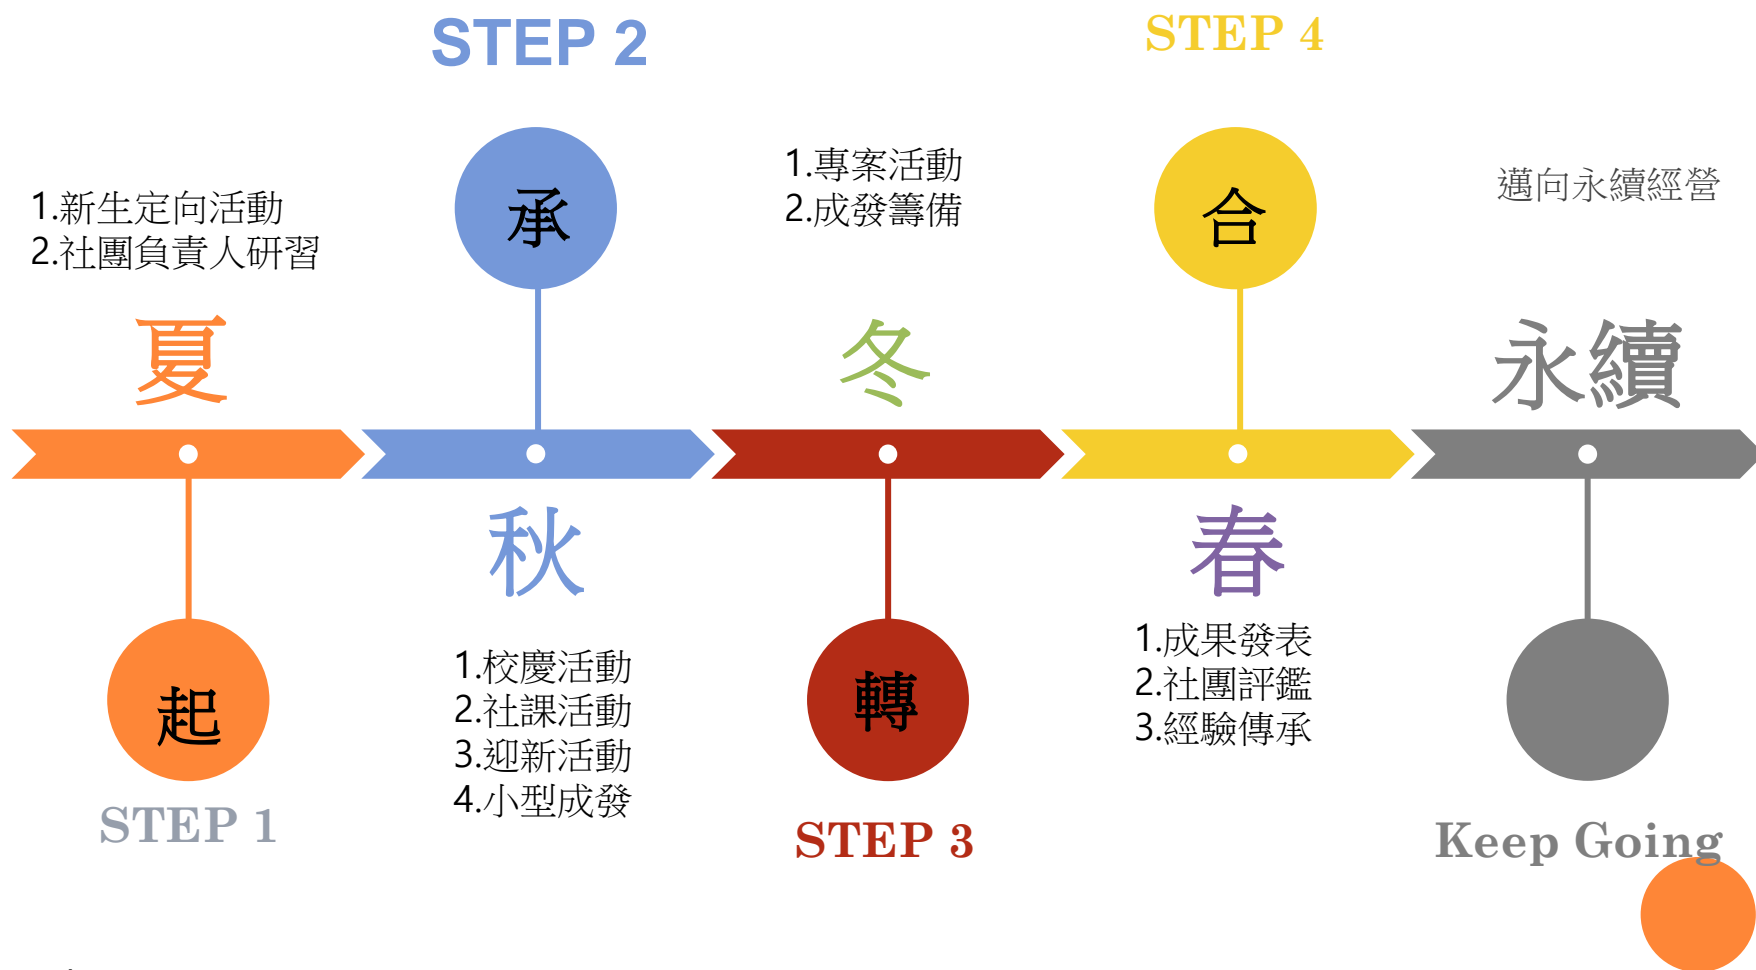 STEP 2
STEP 4
1.新生定向活動
2.社團負責人研習
承
1.專案活動
2.成發籌備
合
邁向永續經營
夏
冬
永續
秋
春
起
STEP 1
1.校慶活動
2.社課活動
3.迎新活動
4.小型成發
轉
STEP 3
1.成果發表
2.社團評鑑
3.經驗傳承
Keep Going